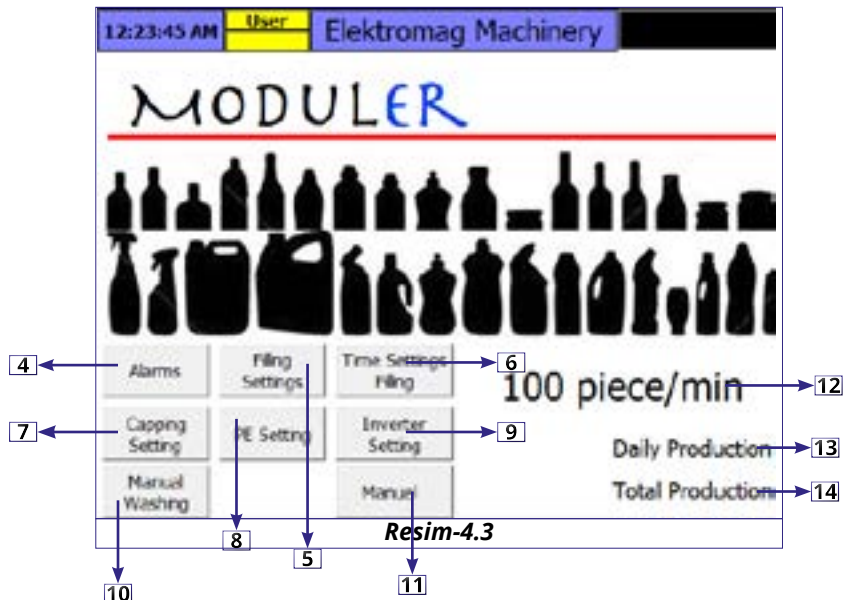 12:23:45 AM
User
Elektromag Machinery
MODULER
4
Alarms
Filing
Settings
Time Settings
Filling
6
100 piece/min
12
7
Capping
Setting
PE Setting
Inverter
Setting
9
Daily Production
13
Manual
Washing
Manual
Total Production
14
Resim-4.3
8
5
10
11